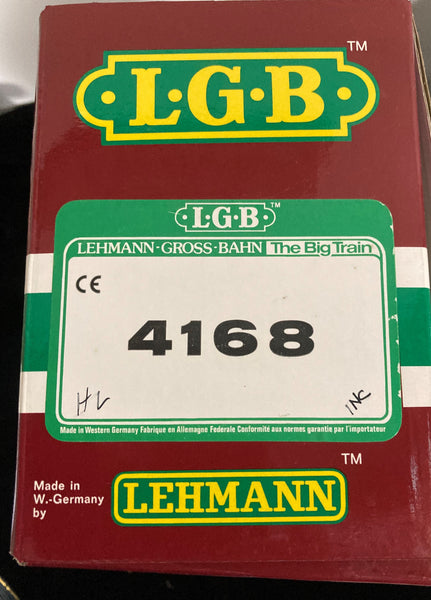 L·G·B· TM
·L·G·B· TM
LEHMANN-GROSS-BAHN The Big Train
CE
4168
HV
INC
Made in Western Germany Fabrique en Allemagne Federale Conformité aux normes garantie par l'importateur
Made in
W.-Germany
by
LEHMANN TM